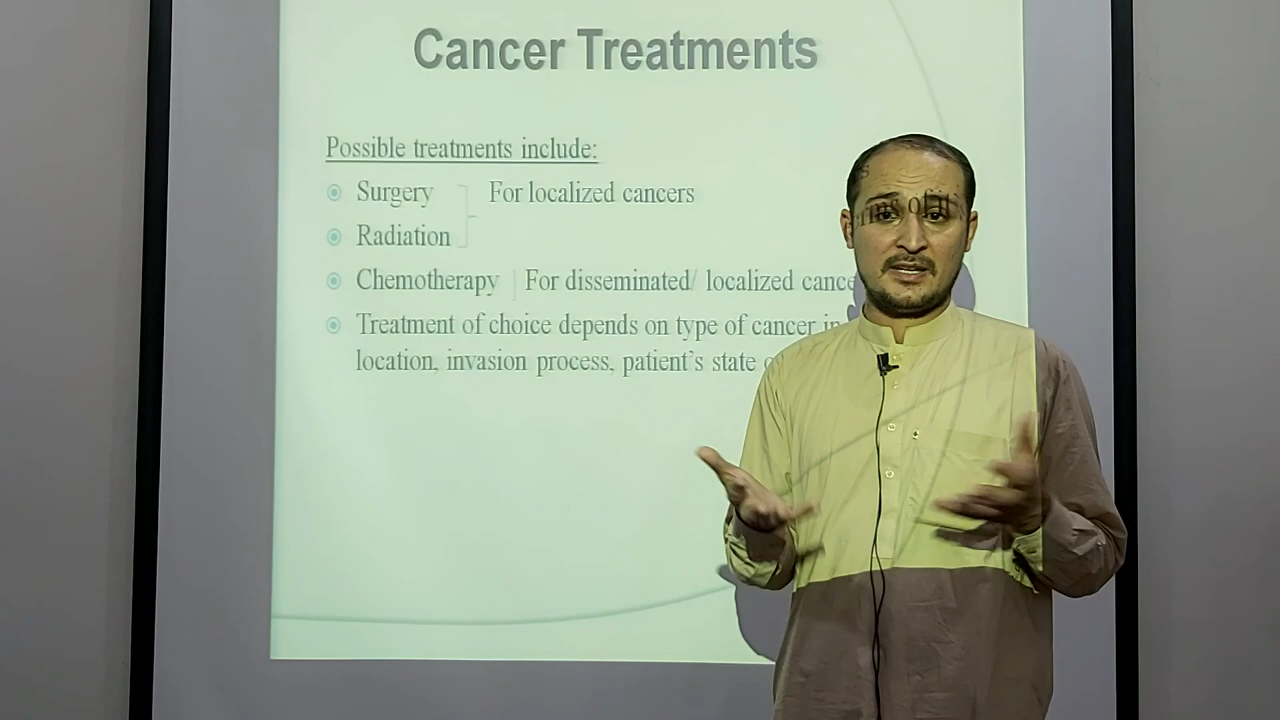 Cancer Treatments
Possible treatments include:
Surgery For localized cancers
Radiation
Chemotherapy For disseminated/ localized cance
Treatment of choice depends on type of cancer
location, invasion process, patient's state